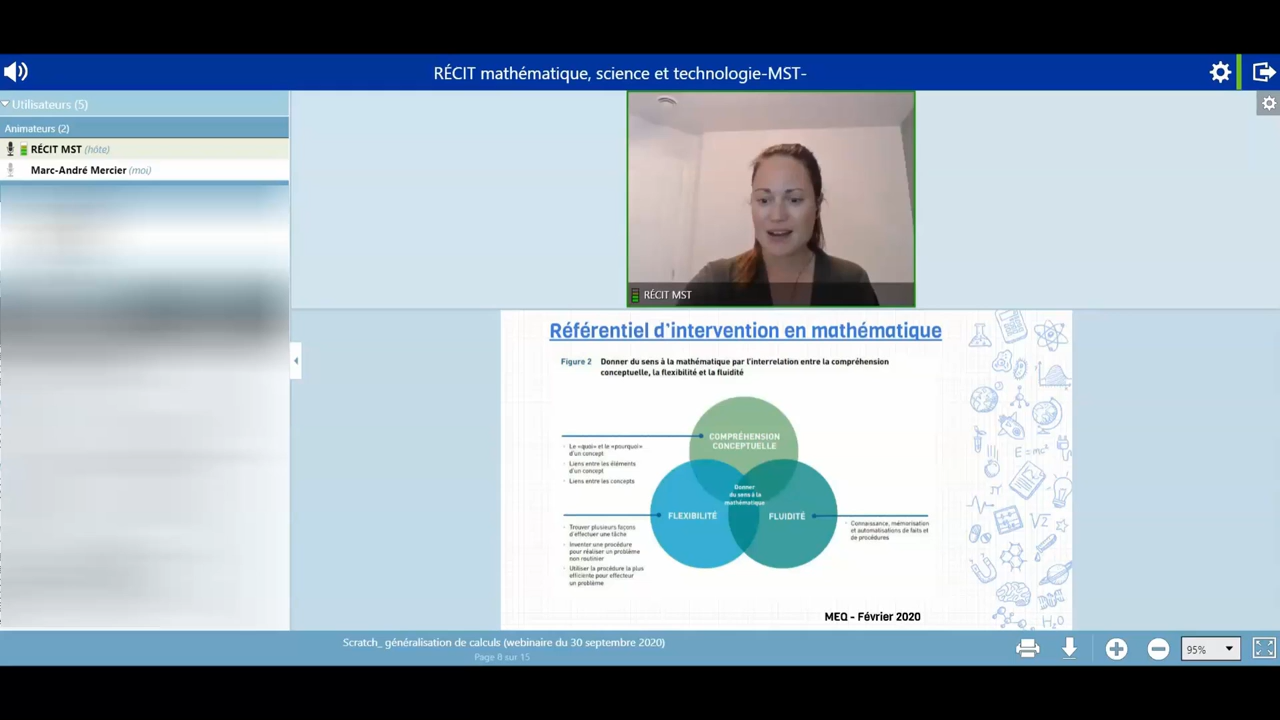 RÉCIT mathématique, science et technologie-MST-
Utilisateurs (5)
Animateurs (2)
RÉCIT MST (hôte)
Marc-André Mercier (moi)
RÉCIT MST
Référentiel d'intervention en mathématique
Figure 2 Donner du sens à la mathématique par l'interrelation entre la compréhension
conceptuelle, la flexibilité et la fluidité
COMPRÉHENSION
CONCEPTUELLE
· Le «quoi» et le «pourquoi»
d'un concept
· Liens entre les éléments
d'un concept
· Liens entre les concepts
Donner
du sens à la
mathématique
FLEXIBILITÉ
FLUIDITÉ
· Trouver plusieurs façons
d'effectuer une tâche
· Inventer une procédure
pour réaliser un problème
non routinier
· Utiliser la procédure la plus
efficiente pour effecteur
un problème
· Connaissance, mémorisation
et automatisations de faits et
de procédures
E = mc²
π
√2
H₂O
MEQ - Février 2020
Scratch_ généralisation de calculs (webinaire du 30 septembre 2020)
Page 8 sur 15
95%